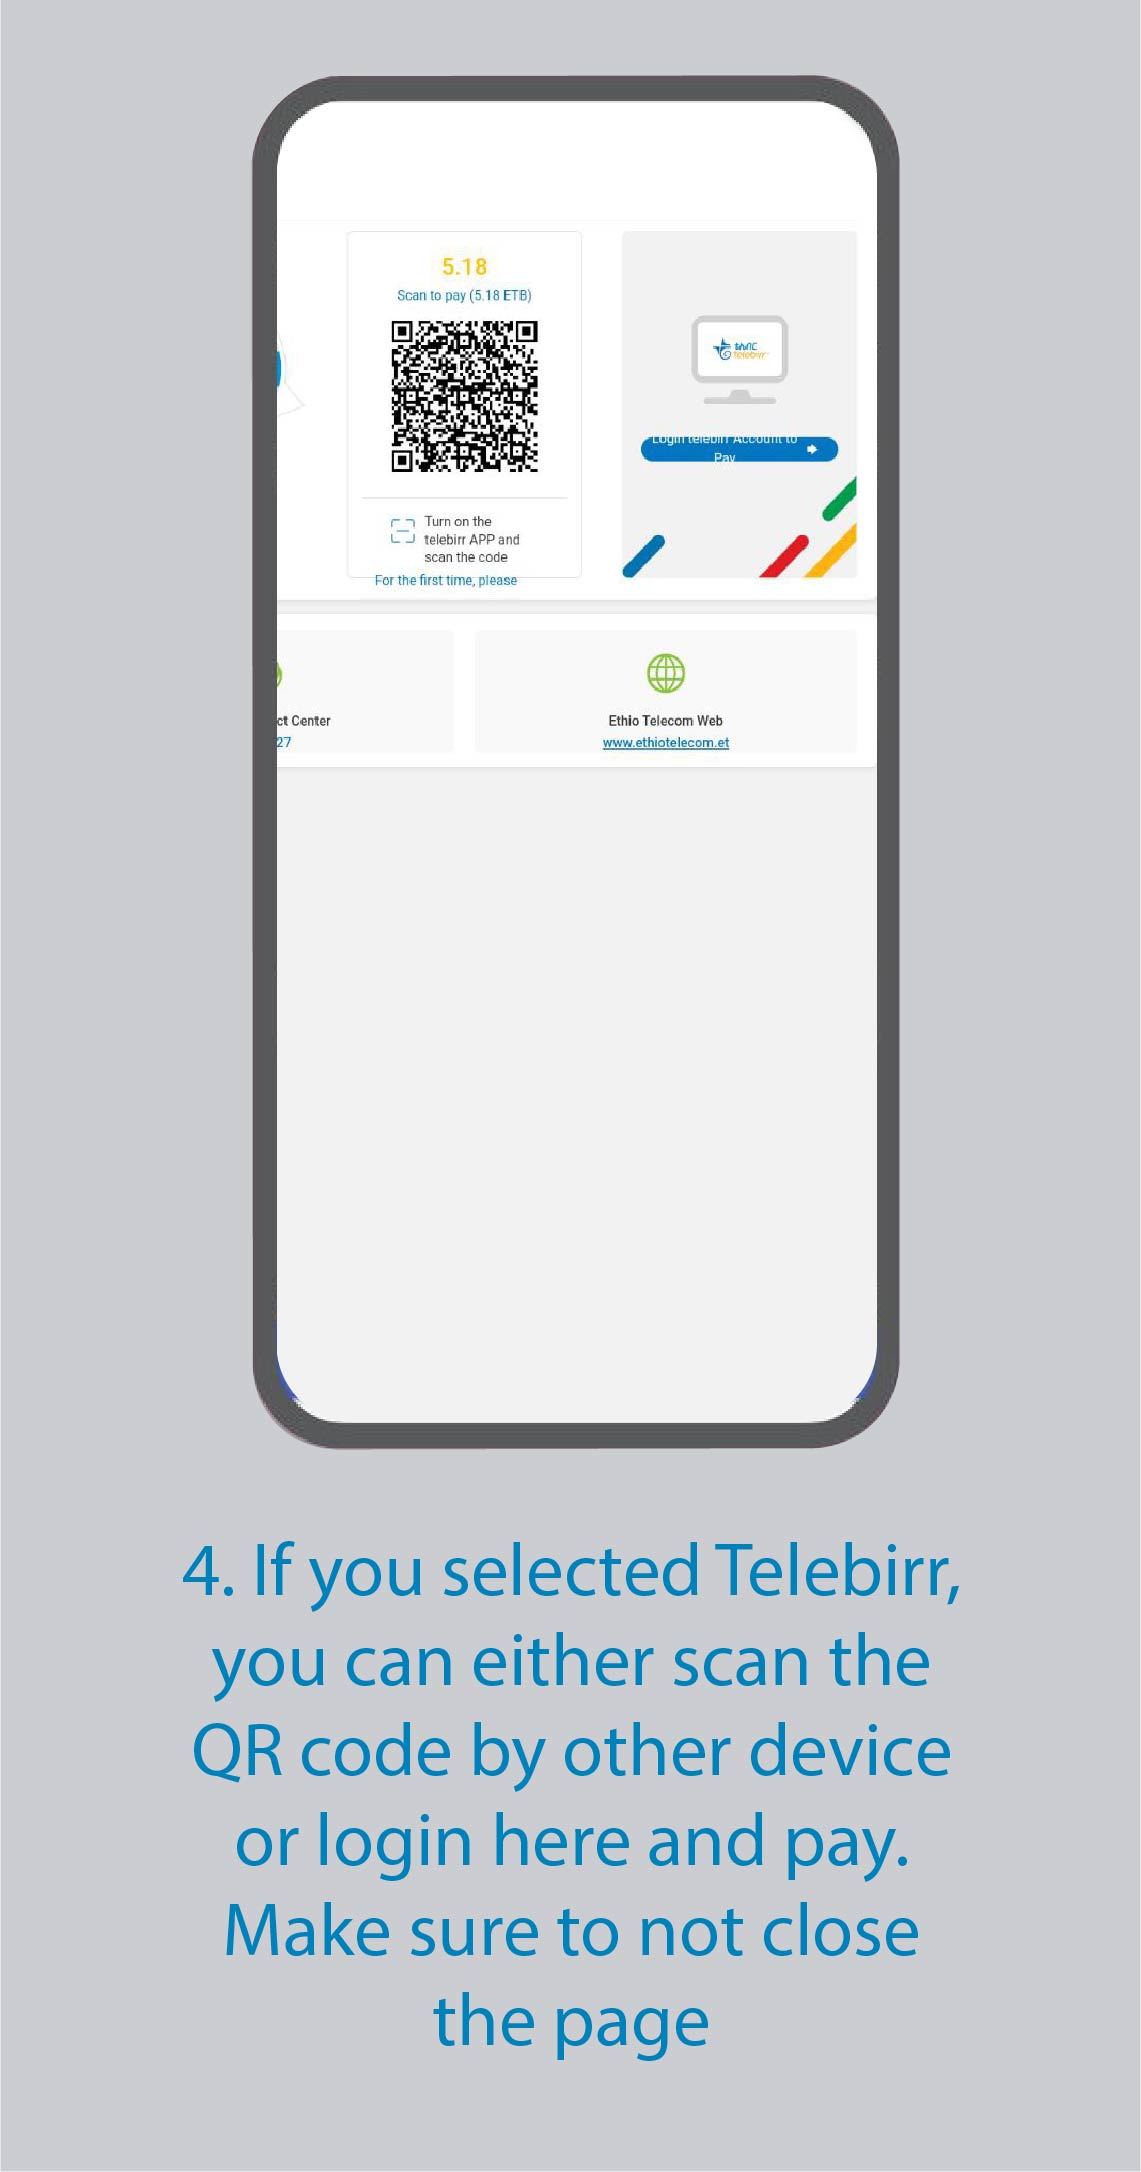 5.18
Scan to pay (5.18 ETB)
Turn on the
telebirr APP and
scan the code
For the first time, please
ቴሌብር
telebirr
Login telebirr Account to
Pay
ct Center
27
Ethio Telecom Web
www.ethiotelecom.et
4. If you selected Telebirr,
you can either scan the
QR code by other device
or login here and pay.
Make sure to not close
the page